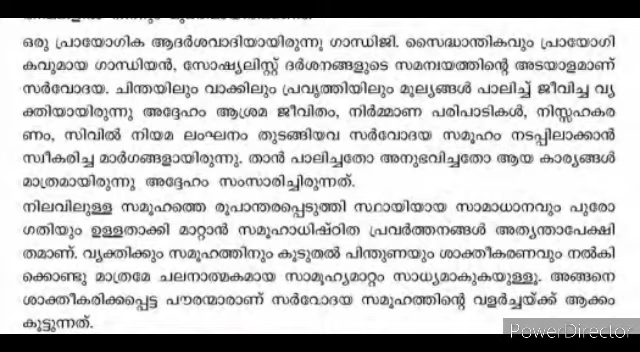 ഒരു പ്രായോഗിക ആദർശവാദിയായിരുന്നു ഗാന്ധിജി. സൈദ്ധാന്തികവും പ്രായോഗി
കവുമായ ഗാന്ധിയൻ, സോഷ്യലിസ്റ്റ് ദർശനങ്ങളുടെ സമന്വയത്തിന്റെ അടയാളമാണ്
സർവോദയ. ചിന്തയിലും വാക്കിലും പ്രവൃത്തിയിലും മൂല്യങ്ങൾ പാലിച്ച് ജീവിച്ച വ്യ
ക്തിയായിരുന്നു അദ്ദേഹം ആശ്രമ ജീവിതം, നിർമ്മാണ പരിപാടികൾ, നിസ്സഹകര
ണം, സിവിൽ നിയമ ലംഘനം തുടങ്ങിയവ സർവോദയ സമൂഹം നടപ്പിലാക്കാൻ
സ്വീകരിച്ച മാർഗങ്ങളായിരുന്നു. താൻ പാലിച്ചതോ അനുഭവിച്ചതോ ആയ കാര്യങ്ങൾ
മാത്രമായിരുന്നു അദ്ദേഹം സംസാരിച്ചിരുന്നത്.
നിലവിലുള്ള സമൂഹത്തെ രൂപാന്തരപ്പെടുത്തി സ്ഥായിയായ സാമാധാനവും പുരോ
ഗതിയും ഉള്ളതാക്കി മാറ്റാൻ സമൂഹാധിഷ്ഠിത പ്രവർത്തനങ്ങൾ അത്യന്താപേക്ഷി
തമാണ്. വ്യക്തിക്കും സമൂഹത്തിനും കൂടുതൽ പിന്തുണയും ശാക്തീകരണവും നൽകി
ക്കൊണ്ടു മാത്രമേ ചലനാത്മകമായ സാമൂഹ്യമാറ്റം സാധ്യമാകുകയുള്ളൂ. അങ്ങനെ
ശാക്തീകരിക്കപ്പെട്ട പൗരന്മാരാണ് സർവോദയ സമൂഹത്തിന്റെ വളർച്ചയ്ക്ക് ആക്കം
കൂട്ടുന്നത്.
PowerDirector